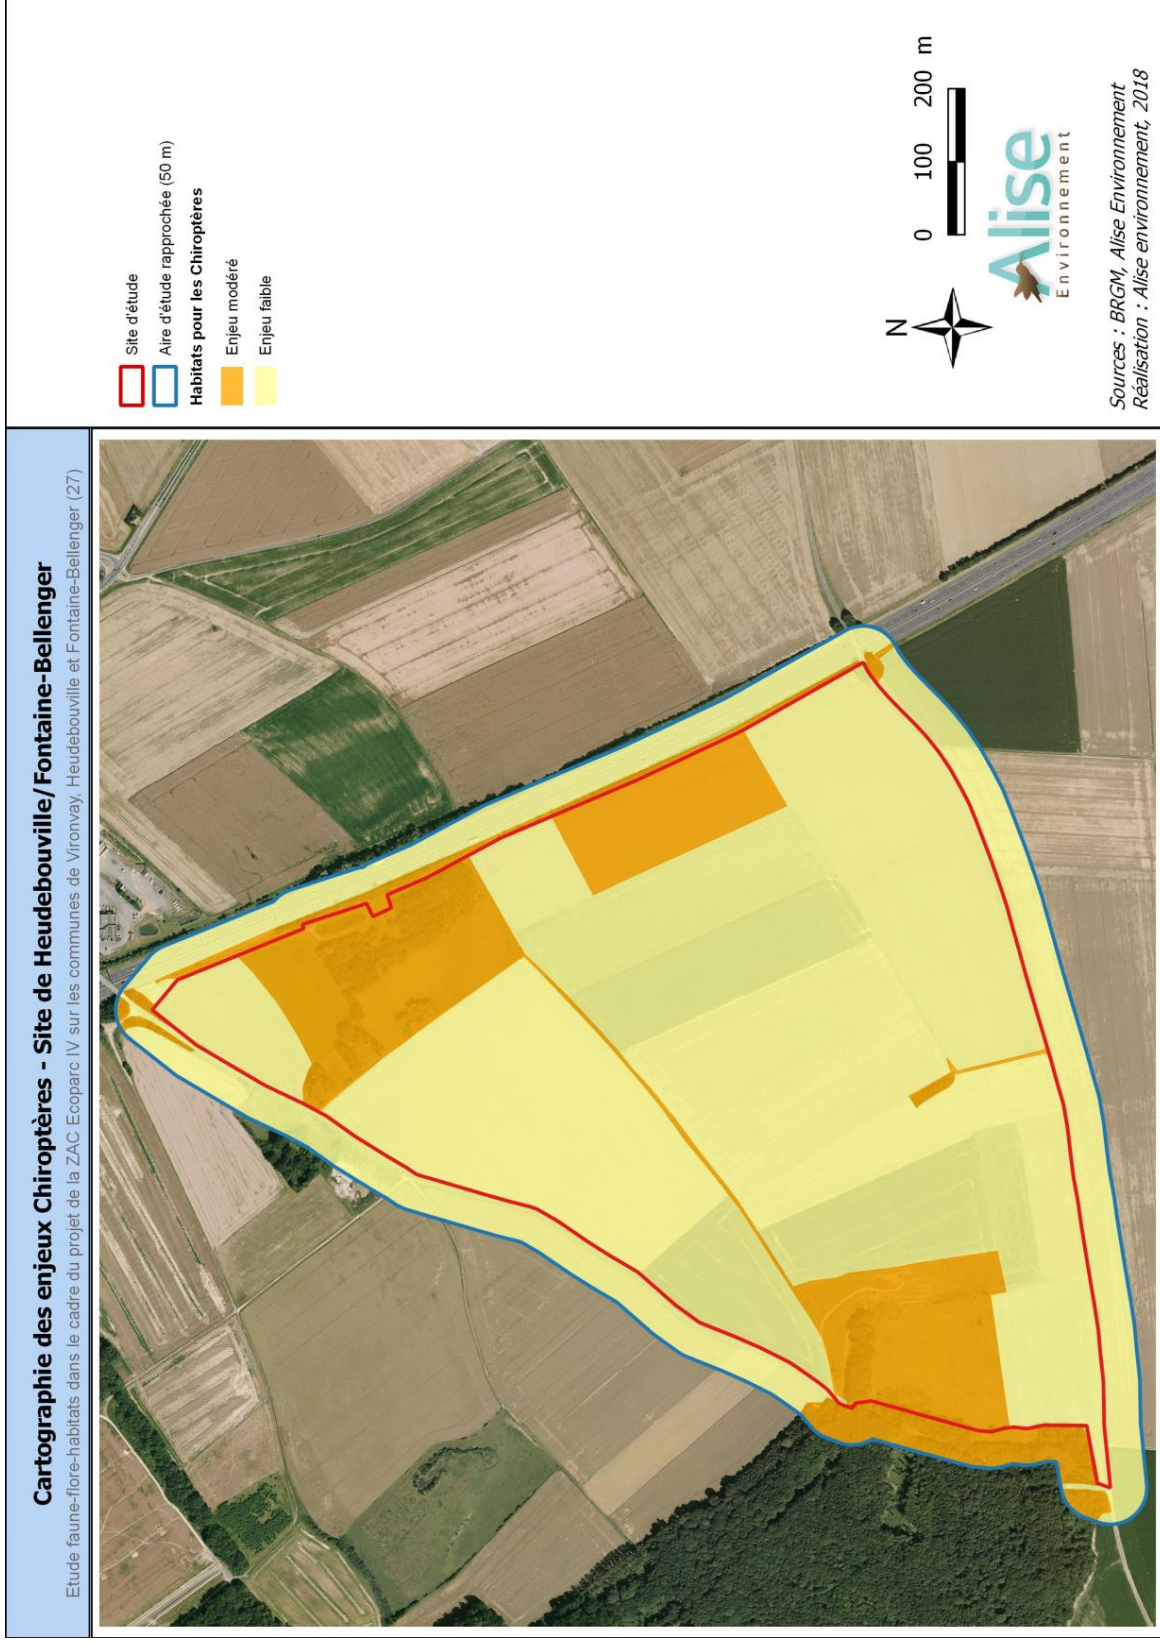 Cartographie des enjeux Chiroptères - Site de Heudebouville/Fontaine-Bellenger
Etude faune-flore-habitats dans le cadre du projet de la ZAC Ecoparc IV sur les communes de Vironvay, Heudebouville et Fontaine-Bellenger (27)
Site d'étude
Aire d'étude rapprochée (50 m)
Habitats pour les Chiroptères
Enjeu modéré
Enjeu faible
N
0 100 200 m
Alise
Environnement
Sources : BRGM, Alise Environnement
Réalisation : Alise environnement, 2018